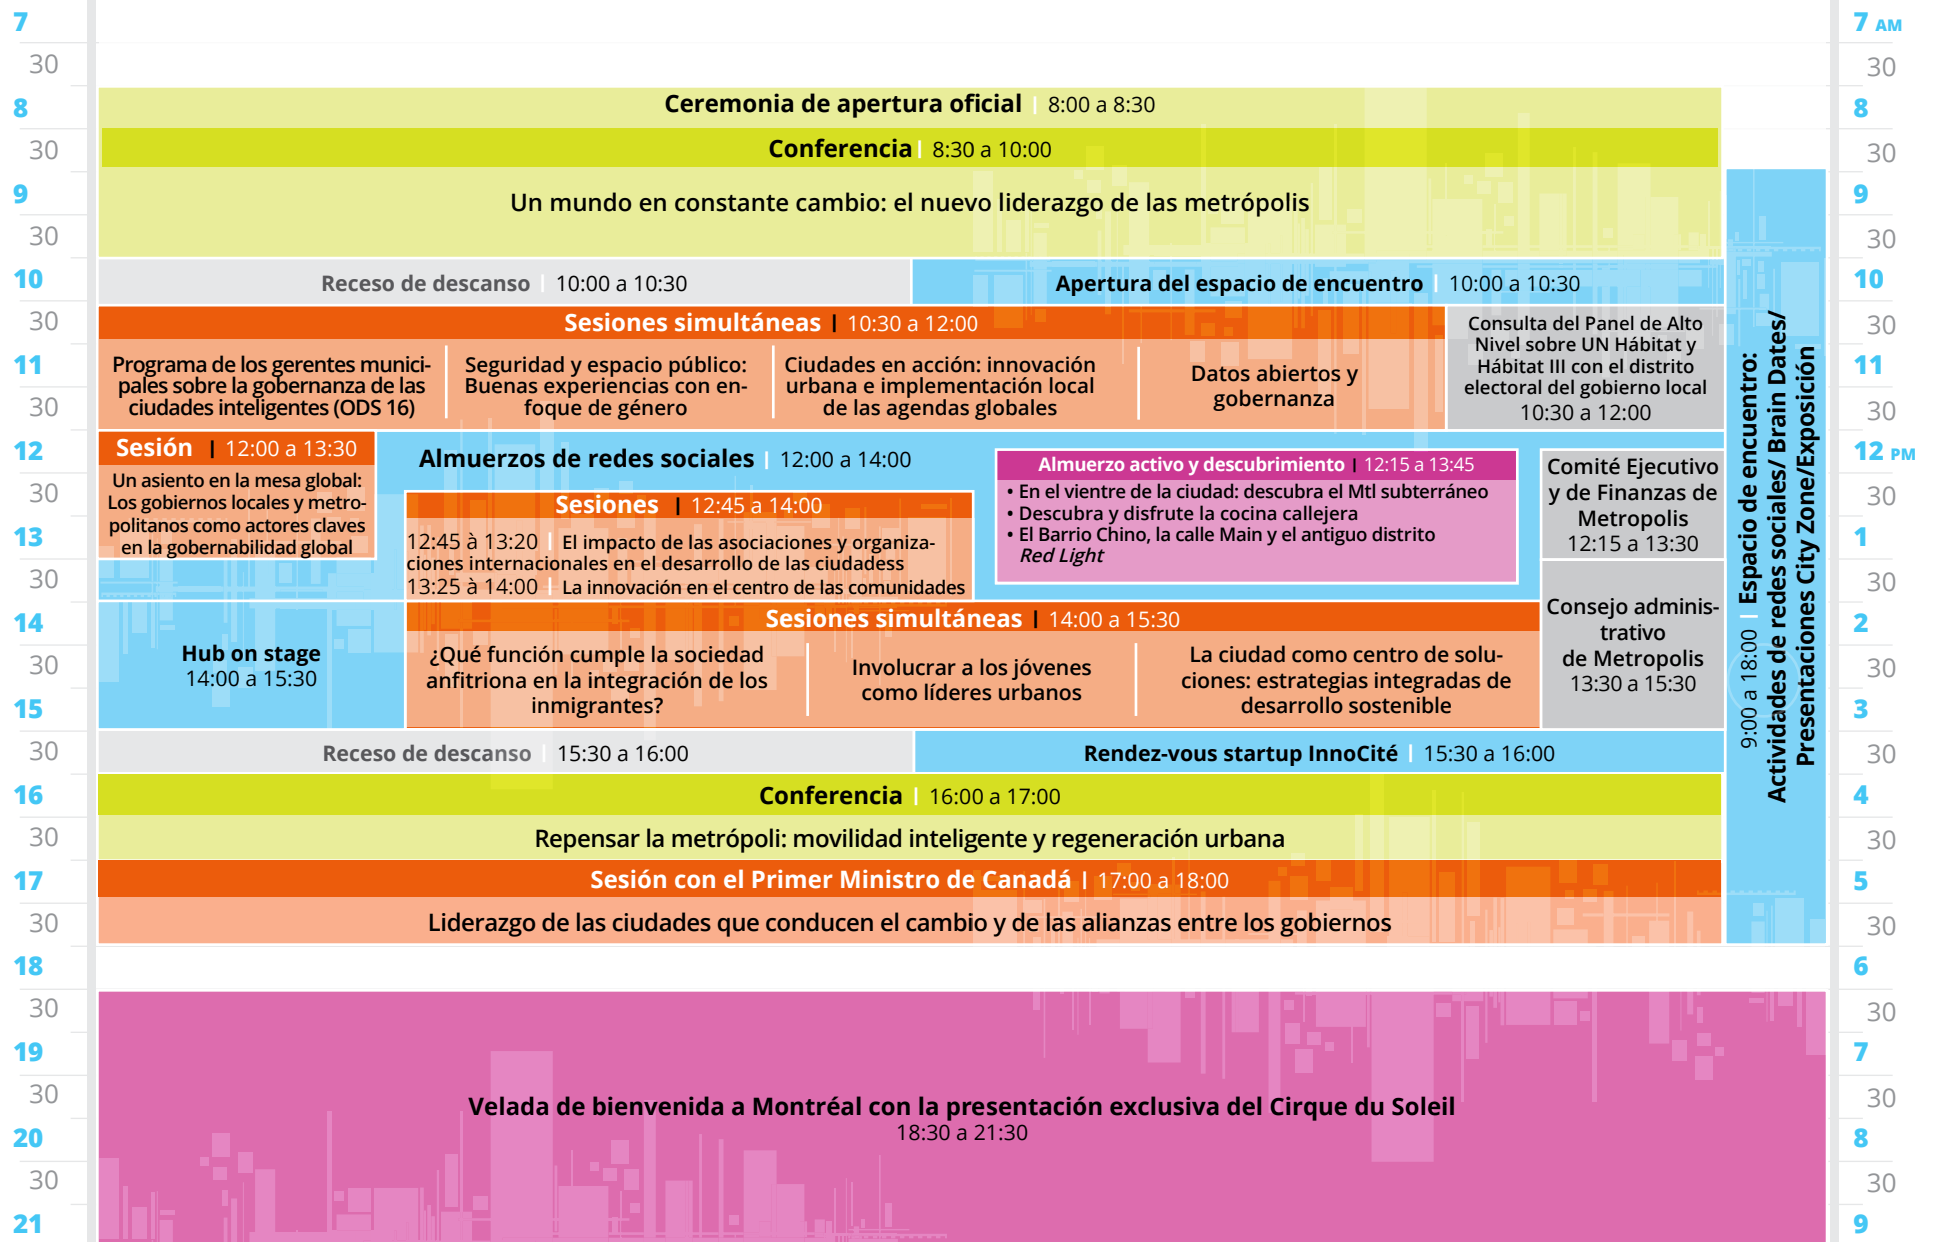 7
30
8
30
9
30
10
30
11
30
12
30
13
30
14
30
15
30
16
30
17
30
18
30
19
30
20
30
21
Ceremonia de apertura oficial | 8:00 a 8:30
Conferencia | 8:30 a 10:00
Un mundo en constante cambio: el nuevo liderazgo de las metrópolis
Receso de descanso | 10:00 a 10:30
Apertura del espacio de encuentro | 10:00 a 10:30
Sesiones simultáneas | 10:30 a 12:00
Programa de los gerentes munici-
pales sobre la gobernanza de las
ciudades inteligentes (ODS 16)
Seguridad y espacio público:
Buenas experiencias con en-
foque de género
Ciudades en acción: innovación
urbana e implementación local
de las agendas globales
Datos abiertos y
gobernanza
Consulta del Panel de Alto
Nivel sobre UN Hábitat y
Hábitat III con el distrito
electoral del gobierno local
10:30 a 12:00
Sesión | 12:00 a 13:30
Un asiento en la mesa global:
Los gobiernos locales y metro-
politanos como actores claves
en la gobernabilidad global
Almuerzos de redes sociales | 12:00 a 14:00
Sesiones | 12:45 a 14:00
12:45 à 13:20 | El impacto de las asociaciones y organiza-
ciones internacionales en el desarrollo de las ciudadess
13:25 à 14:00 | La innovación en el centro de las comunidades
Almuerzo activo y descubrimiento | 12:15 a 13:45
• En el vientre de la ciudad: descubra el Mtl subterráneo
• Descubra y disfrute la cocina callejera
• El Barrio Chino, la calle Main y el antiguo distrito
Red Light
Comité Ejecutivo
y de Finanzas de
Metropolis
12:15 a 13:30
Consejo adminis-
trativo
de Metropolis
13:30 a 15:30
Hub on stage
14:00 a 15:30
Sesiones simultáneas | 14:00 a 15:30
¿Qué función cumple la sociedad
anfitriona en la integración de los
inmigrantes?
Involucrar a los jóvenes
como líderes urbanos
La ciudad como centro de solu-
ciones: estrategias integradas de
desarrollo sostenible
Receso de descanso | 15:30 a 16:00
Rendez-vous startup InnoCité | 15:30 a 16:00
Conferencia | 16:00 a 17:00
Repensar la metrópoli: movilidad inteligente y regeneración urbana
Sesión con el Primer Ministro de Canadá | 17:00 a 18:00
Liderazgo de las ciudades que conducen el cambio y de las alianzas entre los gobiernos
Velada de bienvenida a Montréal con la presentación exclusiva del Cirque du Soleil
18:30 a 21:30
9:00 a 18:00 | Espacio de encuentro:
Actividades de redes sociales/ Brain Dates/
Presentaciones City Zone/Exposición
7 AM
30
8
30
9
30
10
30
11
30
12 PM
30
1
30
2
30
3
30
4
30
5
30
6
30
7
30
8
30
9